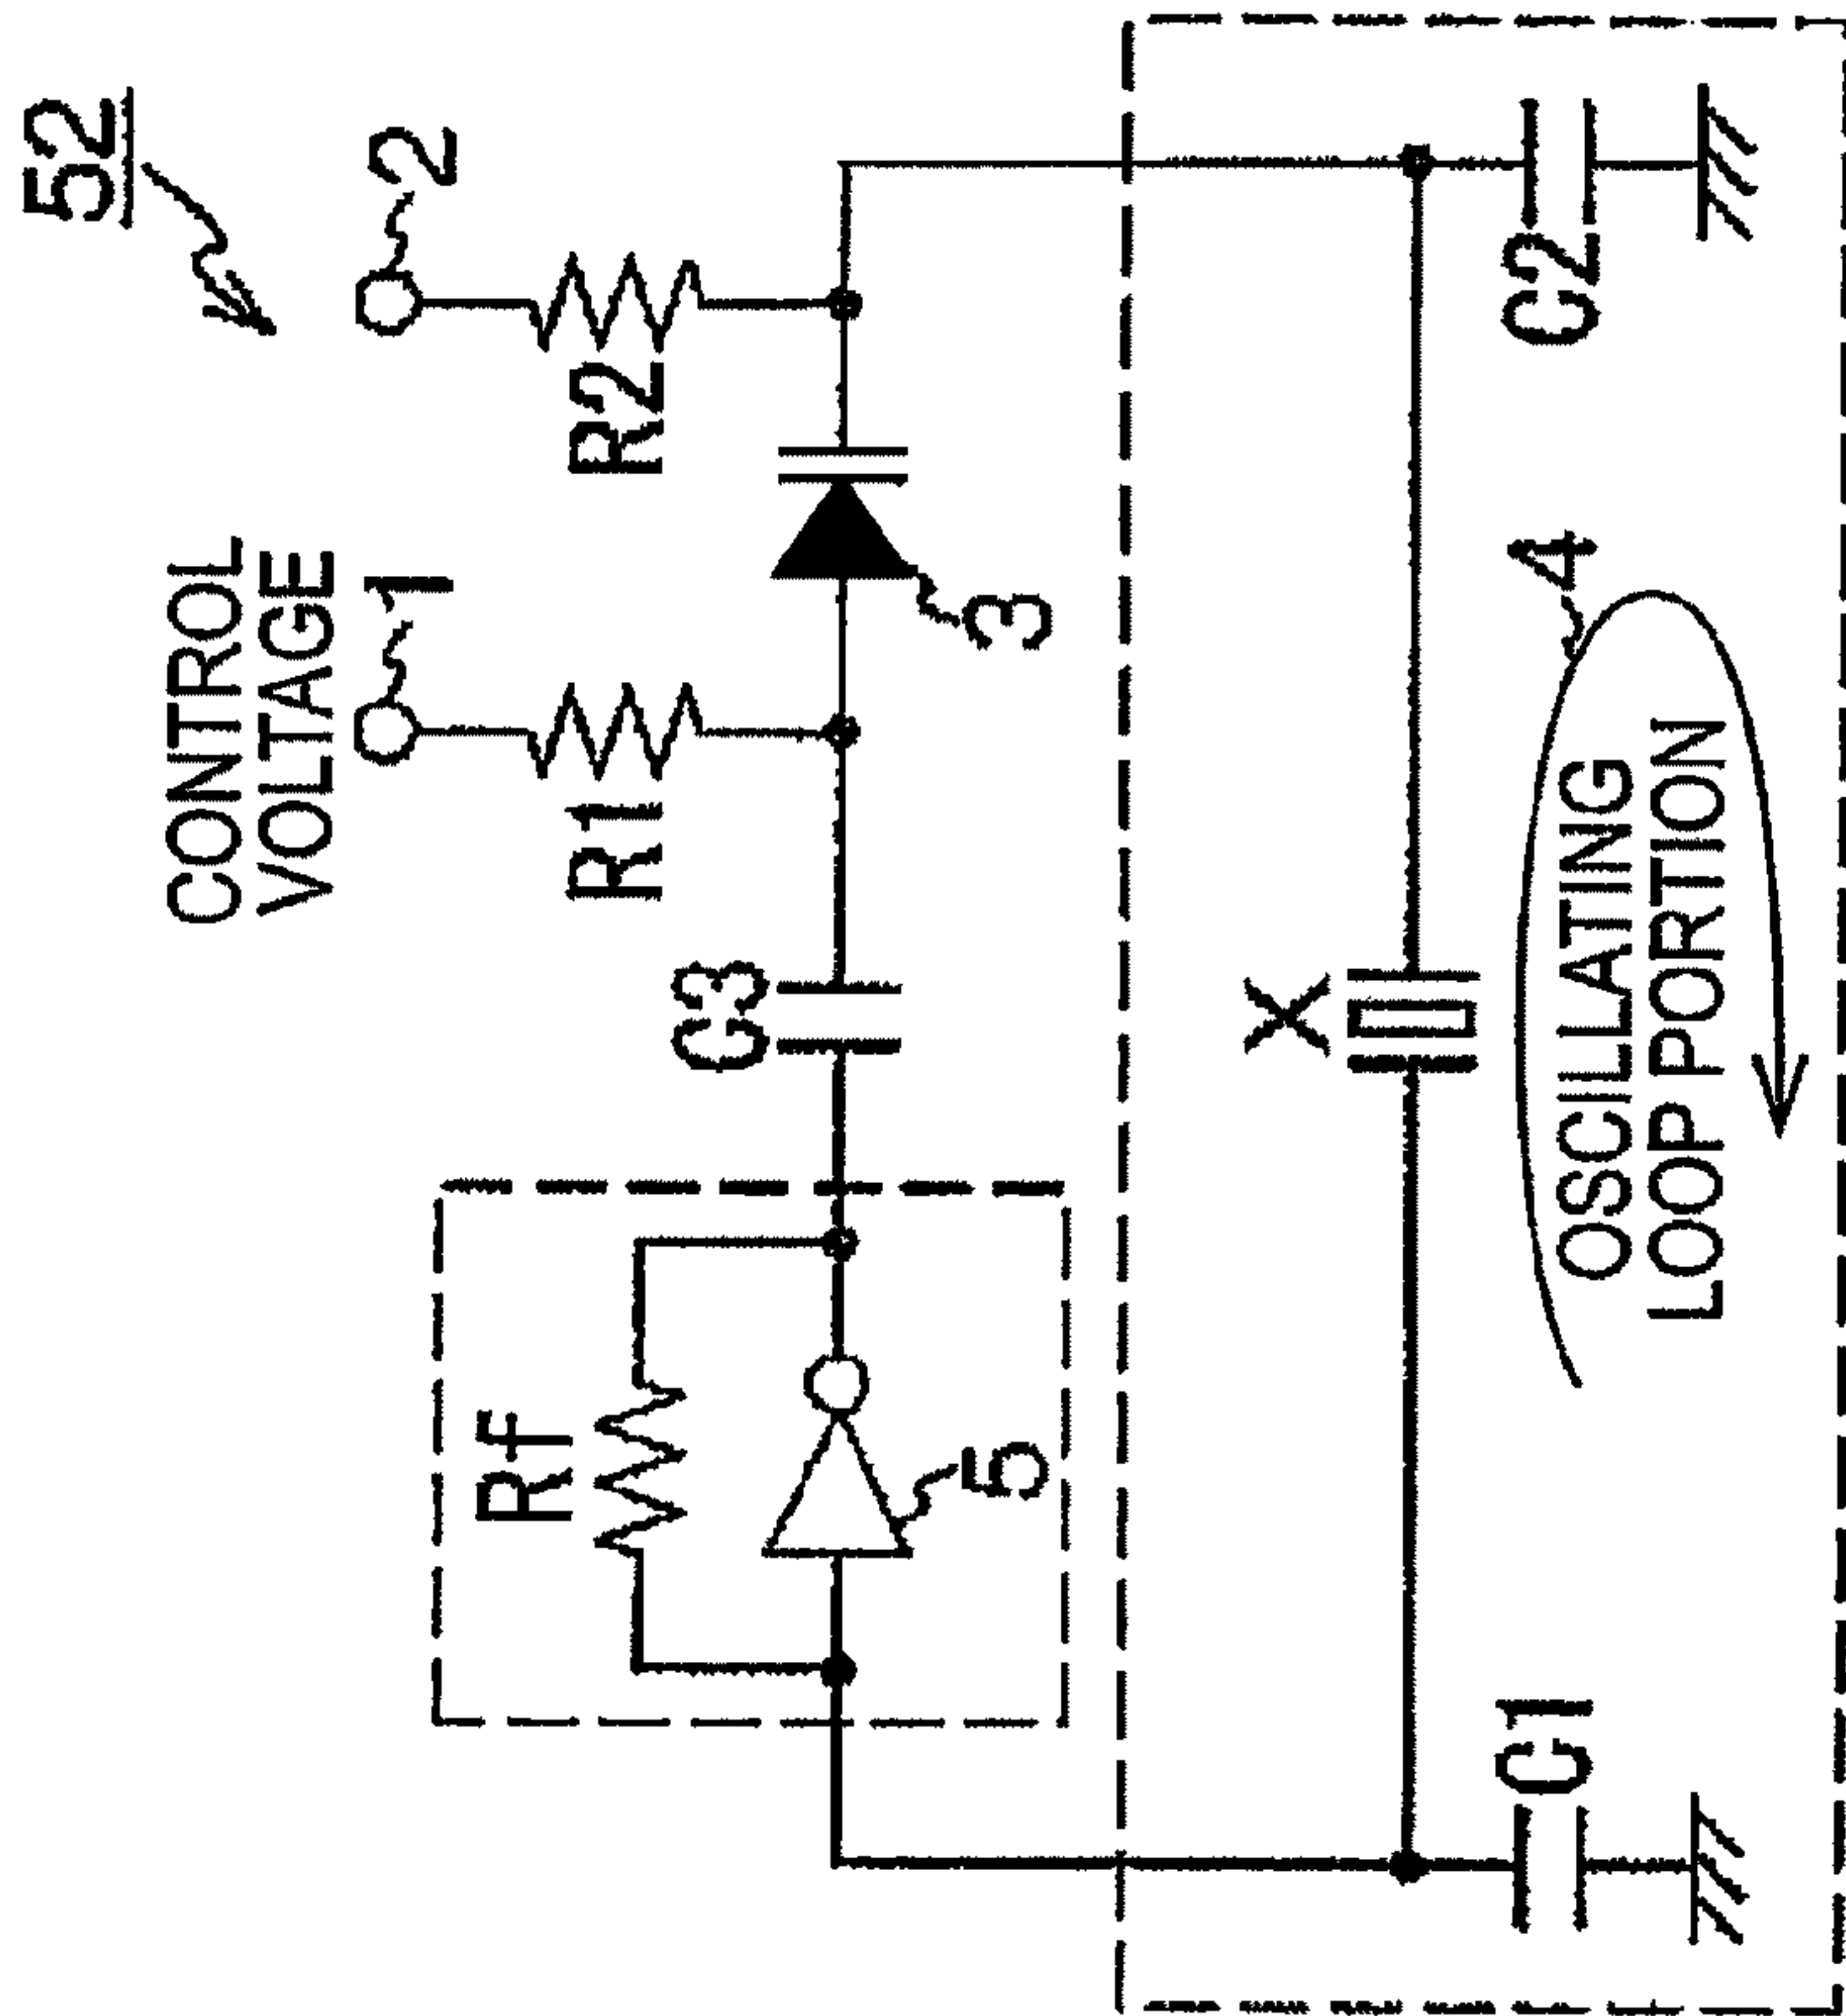 52
CONTROL
VOLTAGE
1
2
R1
R2
C3
3
Rf
5
X
4
OSCILLATING
LOOP PORTION
C1
C2